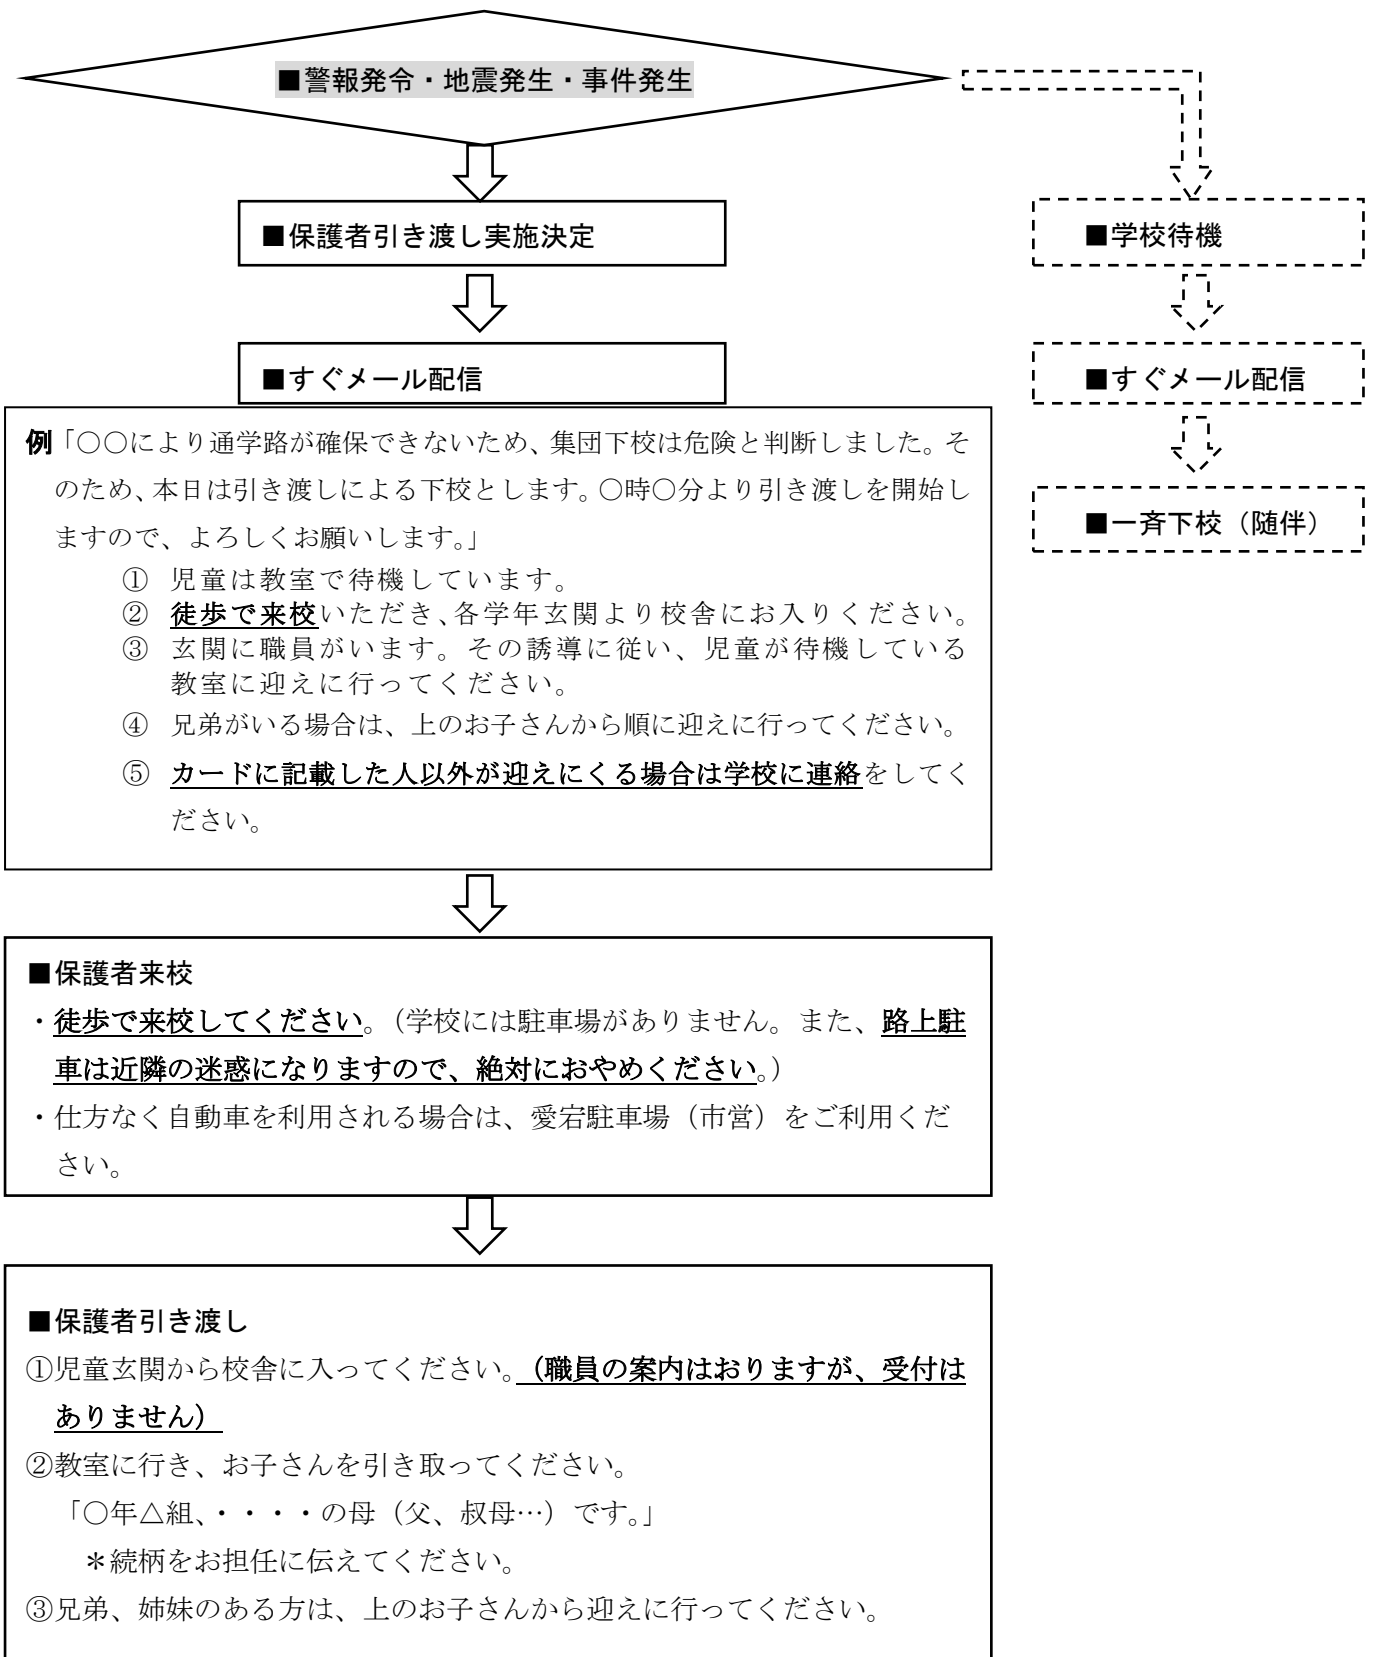 ■警報発令・地震発生・事件発生
■保護者引き渡し実施決定
■学校待機
■すぐメール配信
■すぐメール配信
■一斉下校（随伴）
例「○○により通学路が確保できないため、集団下校は危険と判断しました。そ
のため、本日は引き渡しによる下校とします。○時○分より引き渡しを開始し
ますので、よろしくお願いします。」
① 児童は教室で待機しています。
② 徒歩で来校いただき、各学年玄関より校舎にお入りください。
③ 玄関に職員がいます。その誘導に従い、児童が待機している
教室に迎えに行ってください。
④ 兄弟がいる場合は、上のお子さんから順に迎えに行ってください。
⑤ カードに記載した人以外が迎えにくる場合は学校に連絡をしてく
ださい。
■保護者来校
・徒歩で来校してください。（学校には駐車場がありません。また、路上駐
車は近隣の迷惑になりますので、絶対におやめください。）
・仕方なく自動車を利用される場合は、愛宕駐車場（市営）をご利用くだ
さい。
■保護者引き渡し
①児童玄関から校舎に入ってください。（職員の案内はおりますが、受付は
ありません）
②教室に行き、お子さんを引き取ってください。
「○年△組、・・・・の母（父、叔母…）です。」
＊続柄をお担任に伝えてください。
③兄弟、姉妹のある方は、上のお子さんから迎えに行ってください。